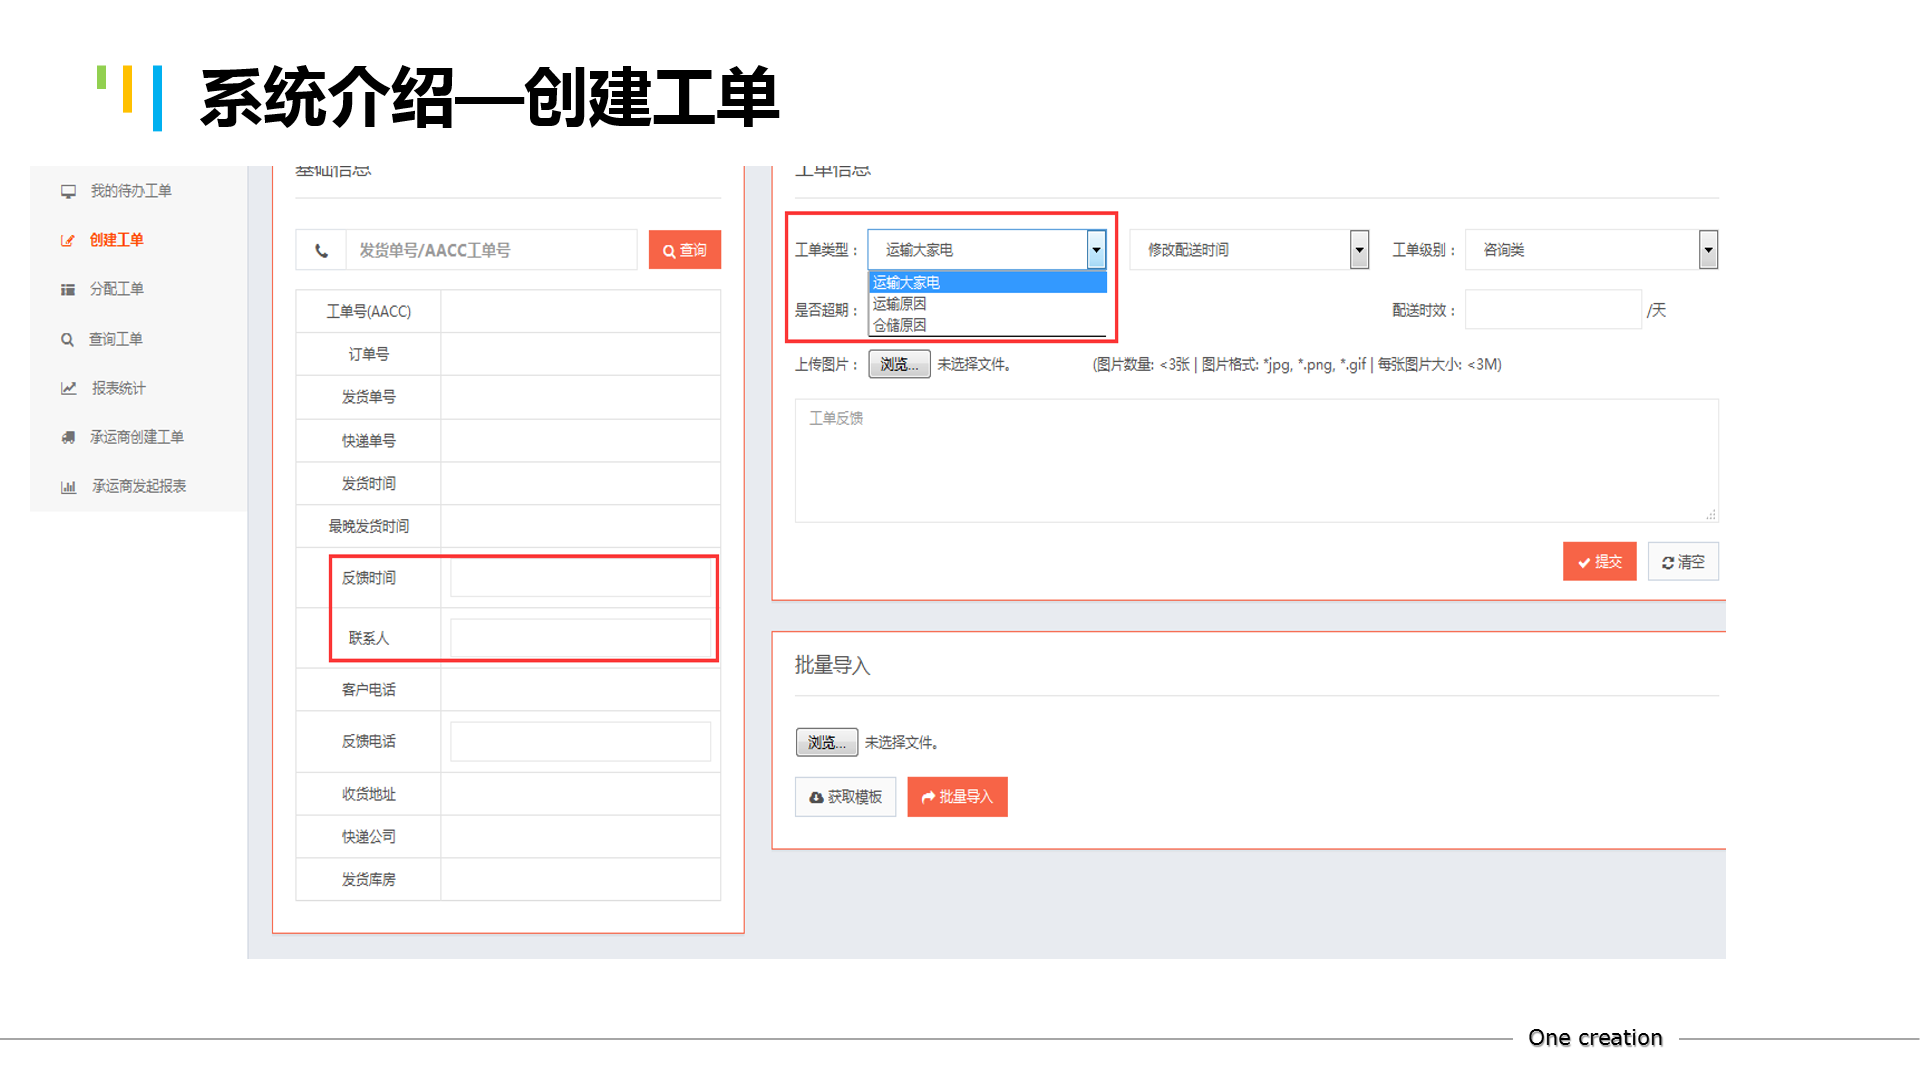 系统介绍—创建工单
我的待办工单
创建工单
分配工单
查询工单
报表统计
承运商创建工单
承运商发起报表
基础信息
发货单号/AACC工单号
查询
工单号(AACC)
订单号
发货单号
快递单号
发货时间
最晚发货时间
反馈时间
联系人
客户电话
反馈电话
收货地址
快递公司
发货库房
工单信息
工单类型： 运输大家电 修改配送时间 工单级别： 咨询类
运输大家电
运输原因
仓储原因
是否超期： 配送时效： /天
上传图片： 浏览... 未选择文件。 (图片数量: <3张 | 图片格式: *jpg, *.png, *.gif | 每张图片大小: <3M)
工单反馈
提交 清空
批量导入
浏览... 未选择文件。
获取模板 批量导入
One creation